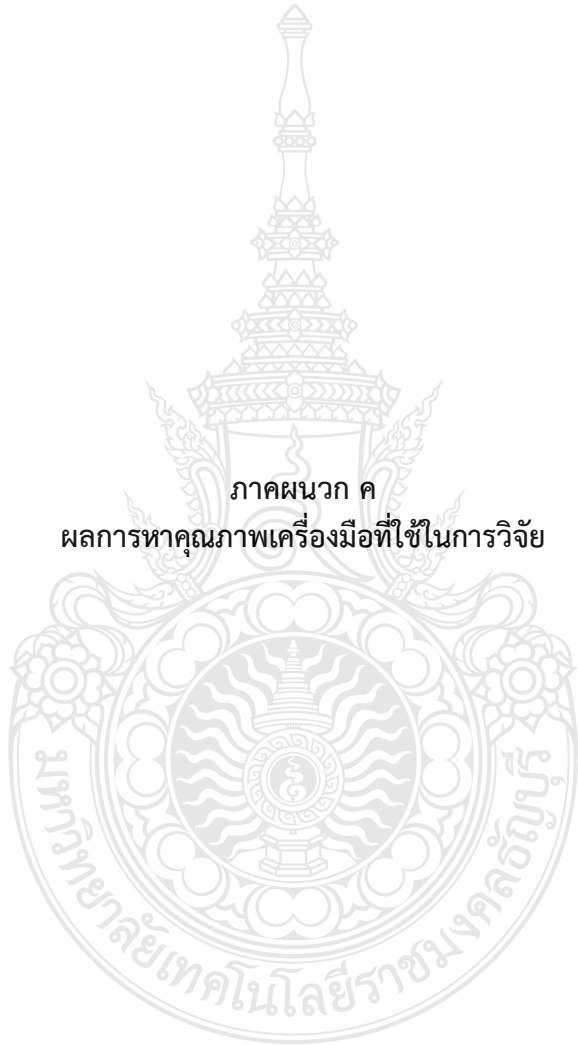 ภาคผนวก ค
ผลการหาคุณภาพเครื่องมือที่ใช้ในการวิจัย
มหาวิทยาลัยเทคโนโลยีราชมงคลธัญบุรี